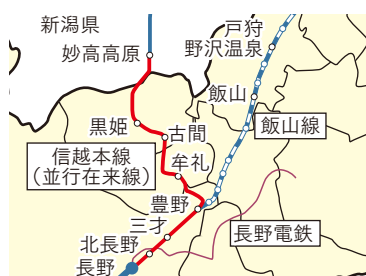 新潟県
妙高高原
戸狩
野沢温泉
飯山
飯山線
黒姫
古間
信越本線
(並行在来線)
牟礼
豊野
三才
北長野
長野
長野電鉄